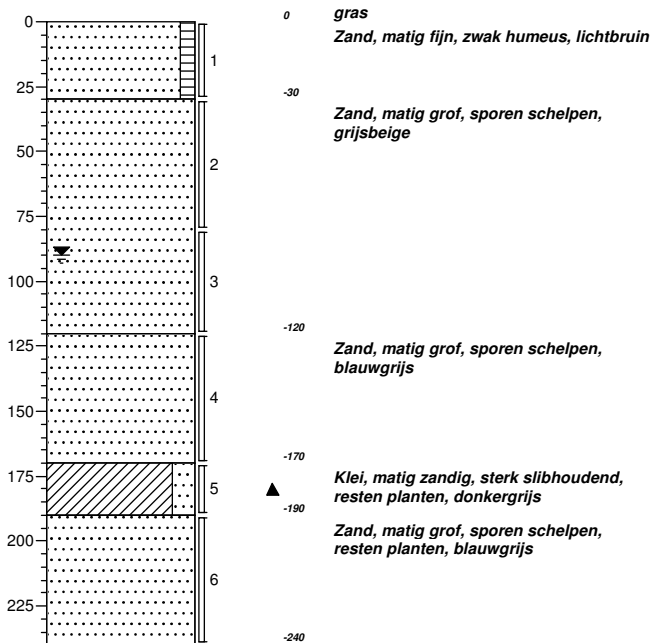 0
gras
0
Zand, matig fijn, zwak humeus, lichtbruin
1
25
-30
Zand, matig grof, sporen schelpen,
grijsbeige
50
2
75
100
3
-120
125
Zand, matig grof, sporen schelpen,
blauwgrijs
150
4
-170
175
Klei, matig zandig, sterk slibhoudend,
resten planten, donkergrijs
5
-190
200
Zand, matig grof, sporen schelpen,
resten planten, blauwgrijs
6
225
-240